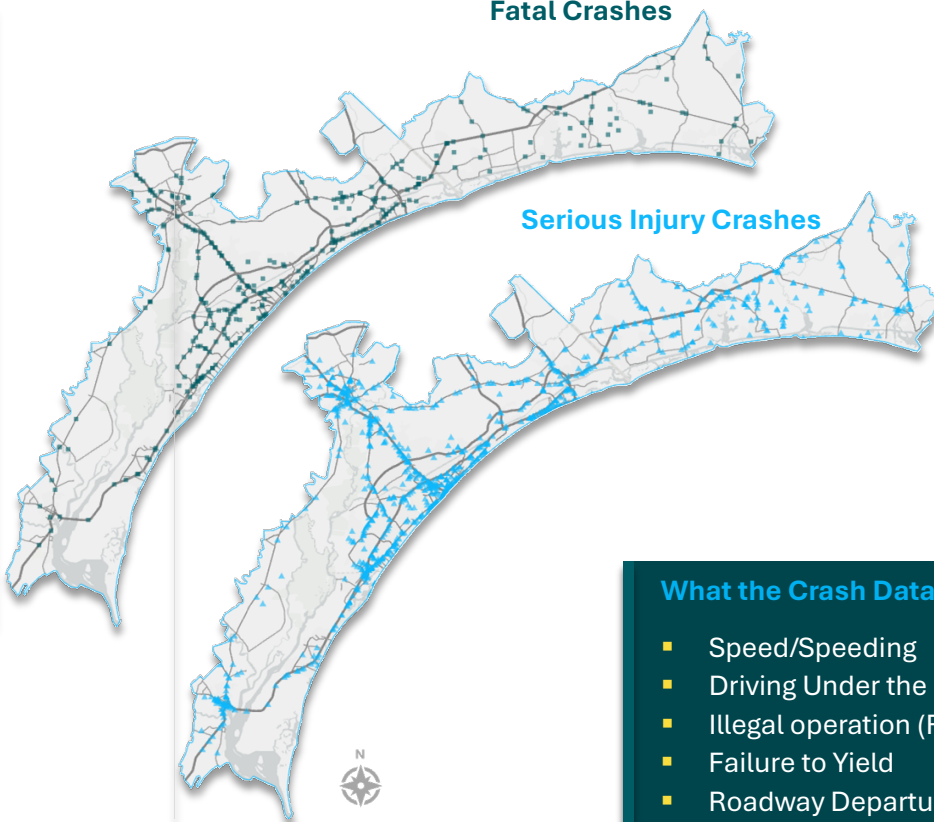 Fatal Crashes
Serious Injury Crashes
N
What the Crash Data
▪ Speed/Speeding
▪ Driving Under the
▪ Illegal operation (
▪ Failure to Yield
▪ Roadway Departu